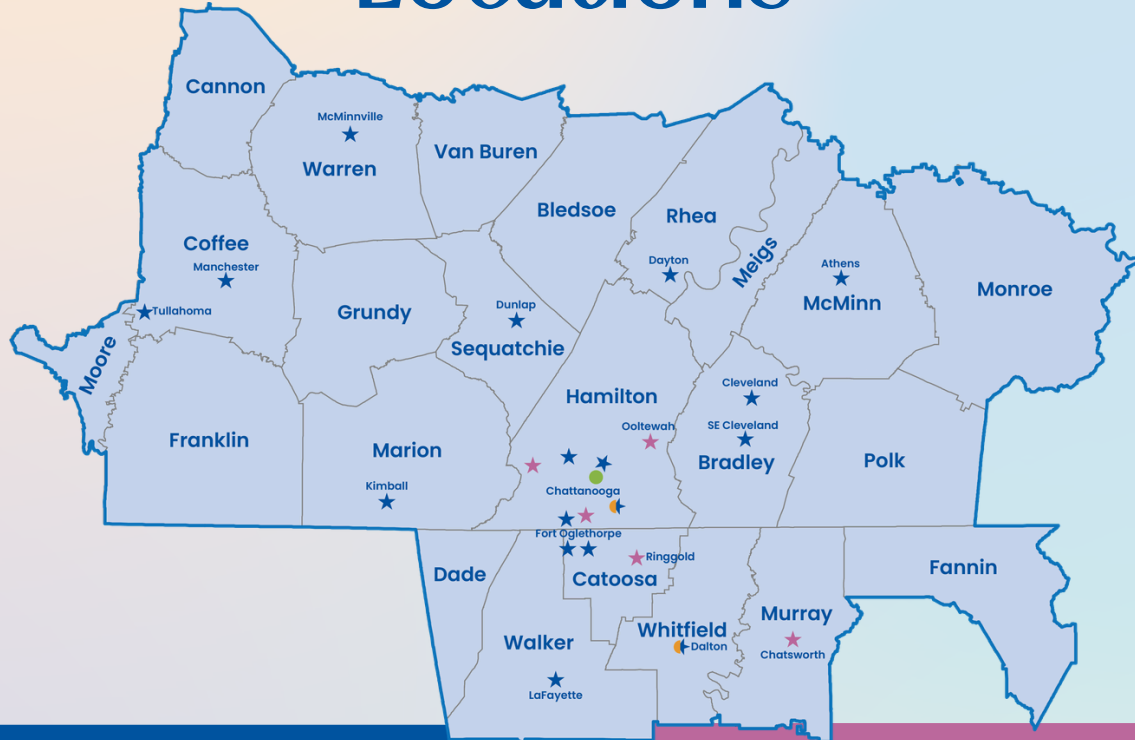 Locations
Cannon
McMinnville
Warren
Van Buren
Bledsoe
Rhea
Coffee
Manchester
Dayton
Meigs
Athens
McMinn
Monroe
Tullahoma
Grundy
Dunlap
Sequatchie
Moore
Hamilton
Cleveland
Ooltewah
SE Cleveland
Bradley
Franklin
Marion
Polk
Kimball
Chattanooga
Fort Oglethorpe
Ringgold
Dade
Catoosa
Fannin
Murray
Whitfield
Walker
Dalton
Chatsworth
LaFayette